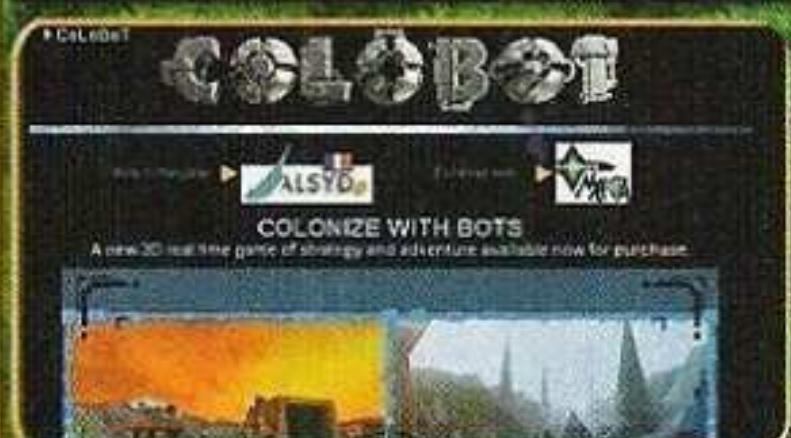 CoLoBoT
COLOBOT
ALSYD
COLONIZE WITH BOTS
A new 3D real time game of strategy and adventure available now for purchase.